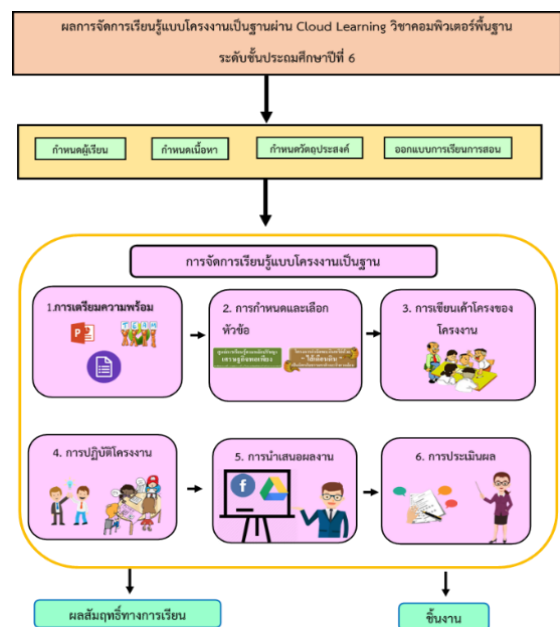 ผลการจัดการเรียนรู้แบบโครงงานเป็นฐานผ่าน Cloud Learning วิชาคอมพิวเตอร์พื้นฐาน
ระดับชั้นประถมศึกษาปีที่ 6
กำหนดผู้เรียน
กำหนดเนื้อหา
กำหนดวัตถุประสงค์
ออกแบบการเรียนการสอน
การจัดการเรียนรู้แบบโครงงานเป็นฐาน
1.การเตรียมความพร้อม
P
TEAM
2. การกำหนดและเลือก
หัวข้อ
เศรษฐกิจพอเพียง
3. การเขียนเค้าโครงของ
โครงงาน
4. การปฏิบัติโครงงาน
5. การนำเสนอผลงาน
f
6. การประเมินผล
ผลสัมฤทธิ์ทางการเรียน
ชิ้นงาน